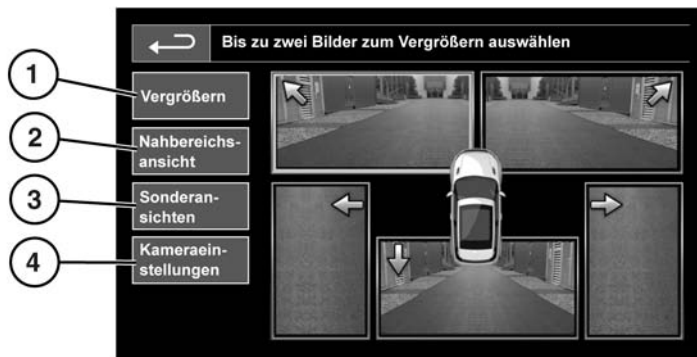 Bis zu zwei Bilder zum Vergrößern auswählen
1
Vergrößern
2
Nahbereichs-
ansicht
3
Sonderan-
sichten
4
Kameraein-
stellungen